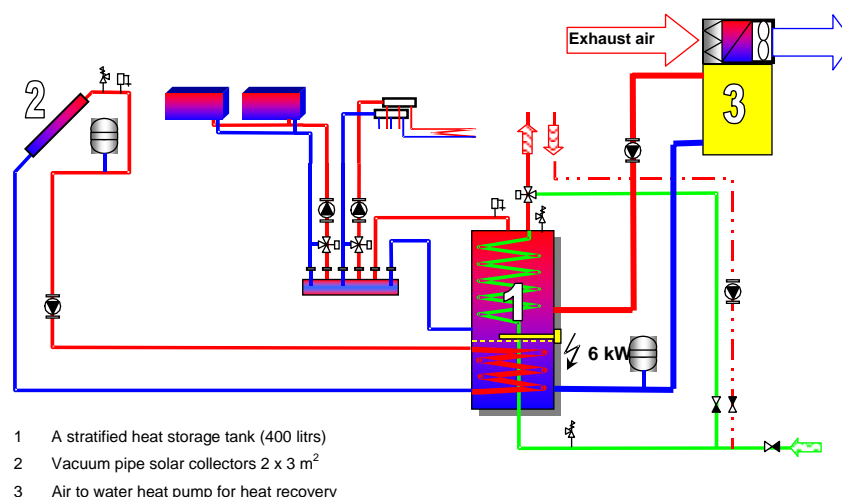 Exhaust air
2
3
1
6 kW
1 A stratified heat storage tank (400 litrs)
2 Vacuum pipe solar collectors 2 x 3 m²
3 Air to water heat pump for heat recovery